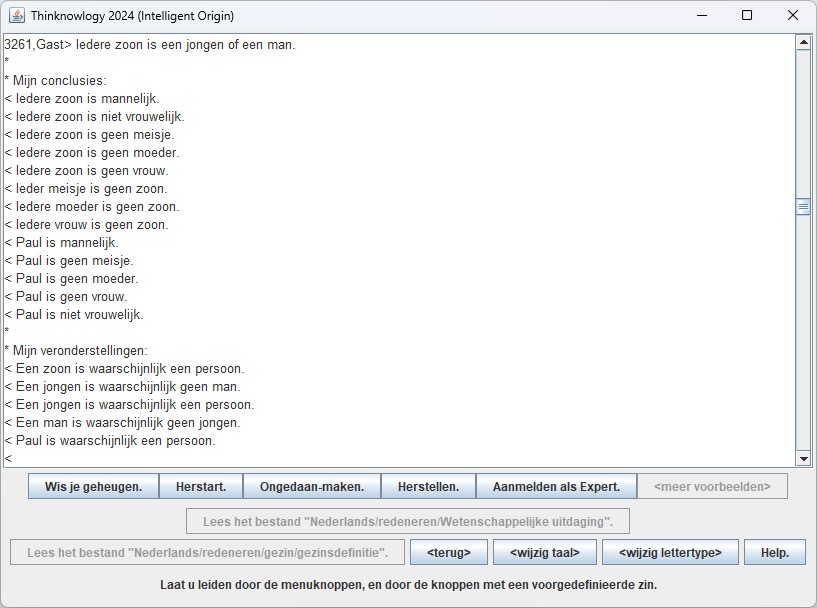 Thinknowlogy 2024 (Intelligent Origin)
3261,Gast> Iedere zoon is een jongen of een man.
*
* Mijn conclusies:
< Iedere zoon is mannelijk.
< Iedere zoon is niet vrouwelijk.
< Iedere zoon is geen meisje.
< Iedere zoon is geen moeder.
< Iedere zoon is geen vrouw.
< Ieder meisje is geen zoon.
< Iedere moeder is geen zoon.
< Iedere vrouw is geen zoon.
< Paul is mannelijk.
< Paul is geen meisje.
< Paul is geen moeder.
< Paul is geen vrouw.
< Paul is niet vrouwelijk.
*
* Mijn veronderstellingen:
< Een zoon is waarschijnlijk een persoon.
< Een jongen is waarschijnlijk geen man.
< Een jongen is waarschijnlijk een persoon.
< Een man is waarschijnlijk geen jongen.
< Paul is waarschijnlijk een persoon.
<
Wis je geheugen. Herstart. Ongedaan-maken. Herstellen. Aanmelden als Expert. <meer voorbeelden>
Lees het bestand "Nederlands/redeneren/Wetenschappelijke uitdaging".
Lees het bestand "Nederlands/redeneren/gezin/gezinsdefinitie". <terug> <wijzig taal> <wijzig lettertype> Help.
Laat u leiden door de menuknoppen, en door de knoppen met een voorgedefinieerde zin.